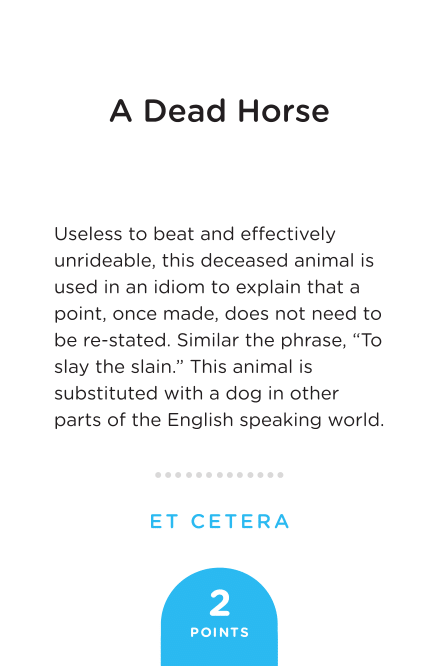 A Dead Horse
Useless to beat and effectively
unrideable, this deceased animal is
used in an idiom to explain that a
point, once made, does not need to
be re-stated. Similar the phrase, “To
slay the slain.” This animal is
substituted with a dog in other
parts of the English speaking world.
ET CETERA
2
POINTS